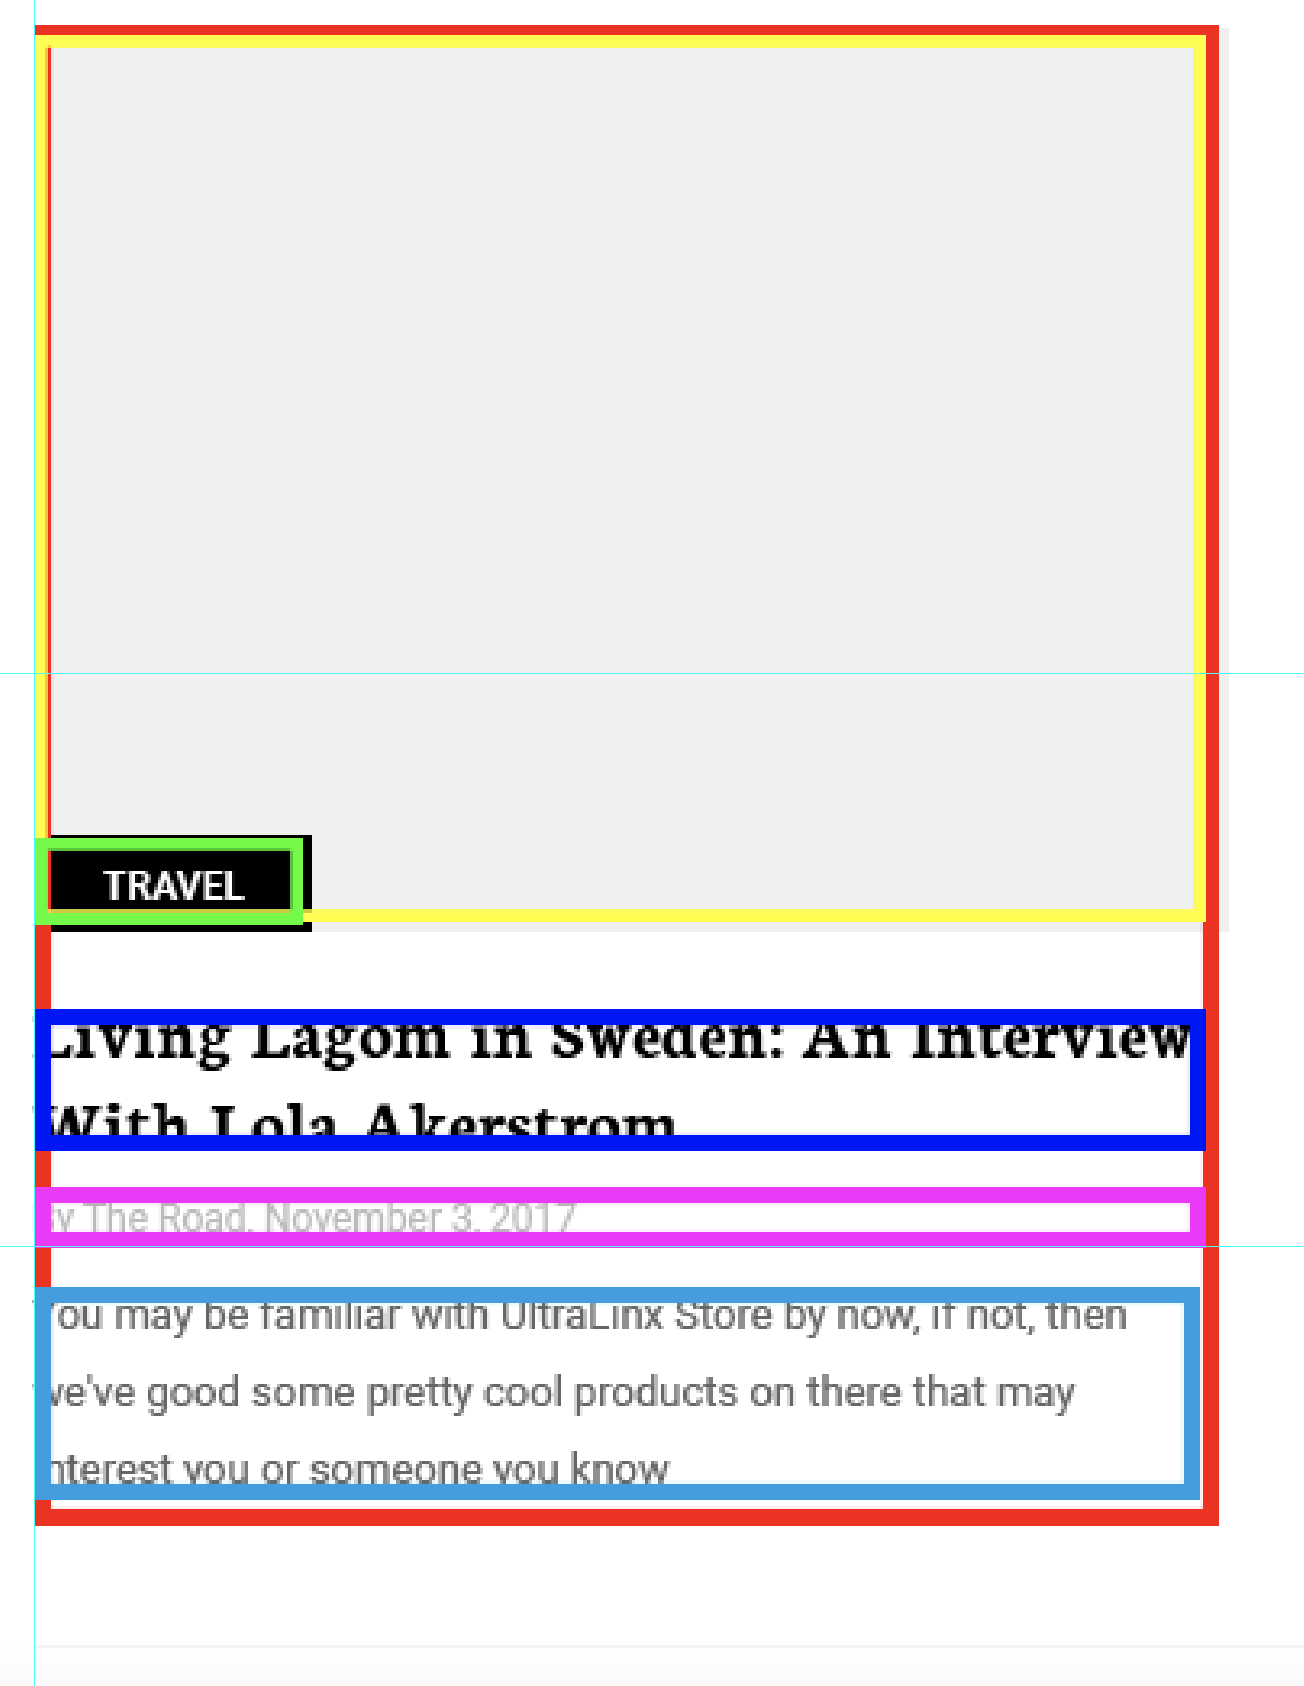 TRAVEL
Living Lagom in Sweden: An Interview
With Lola Akerstrom
By The Road, November 3, 2017
You may be familiar with UltraLinx Store by now, if not, then
we've good some pretty cool products on there that may
interest you or someone you know